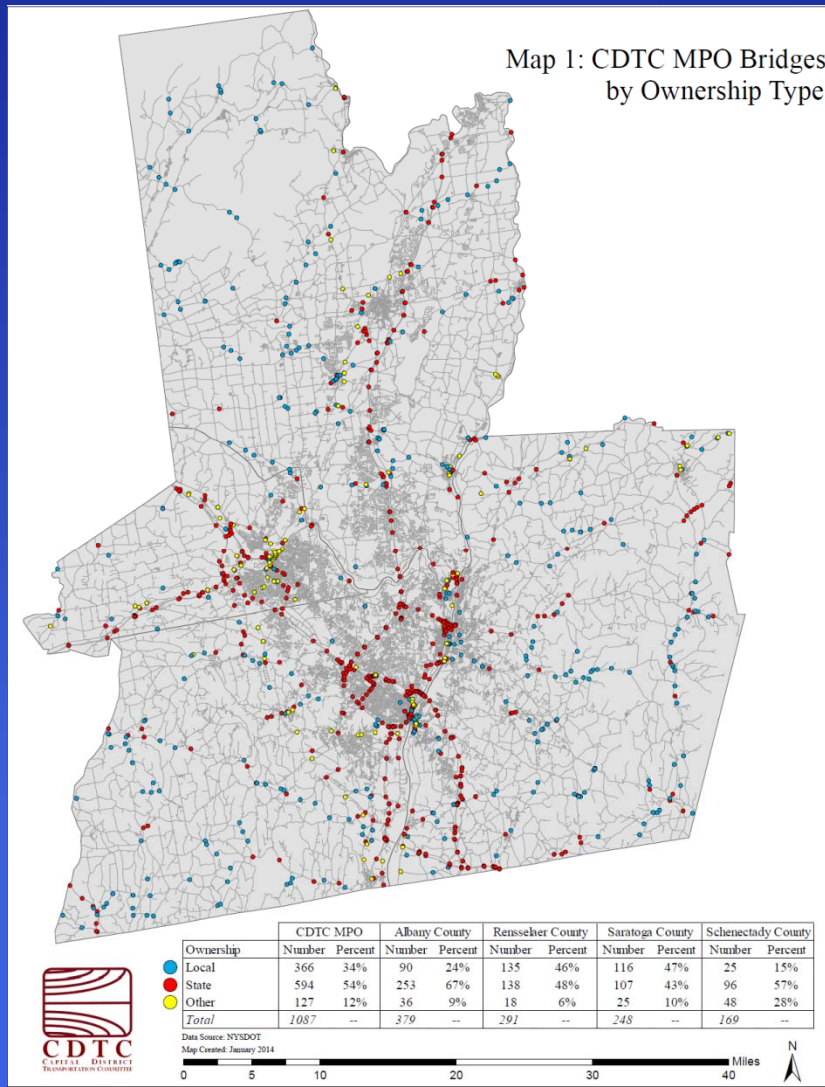 Map 1: CDTC MPO Bridges
by Ownership Type
CDTC MPO Albany County Rensselaer County Saratoga County Schenectady County
Ownership Number Percent Number Percent Number Percent Number Percent Number Percent
Local 366 34% 90 24% 135 46% 116 47% 25 15%
State 594 54% 253 67% 138 48% 107 43% 96 57%
Other 127 12% 36 9% 18 6% 25 10% 48 28%
Total 1087 -- 379 -- 291 -- 248 -- 169 --
CDTC
CAPITAL DISTRICT
TRANSPORTATION COMMITTEE
Data Source: NYSDOT
Map Created: January 2014
Miles
0 5 10 20 30 40
N